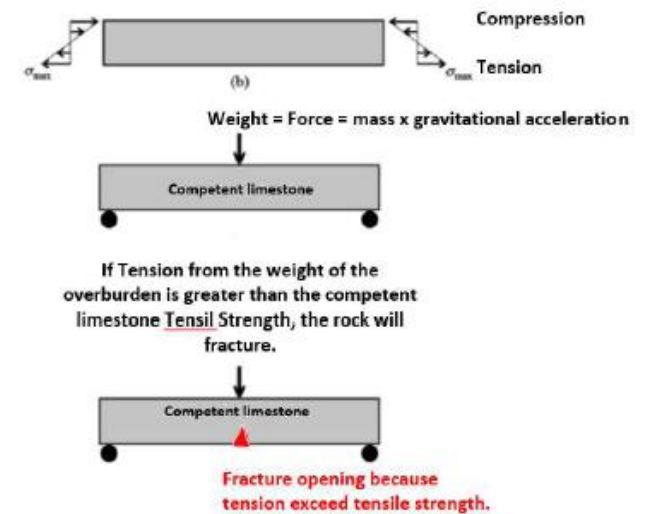 Compression
σmax
σmax Tension
(b)
Weight = Force = mass x gravitational acceleration
Competent limestone
If Tension from the weight of the
overburden is greater than the competent
limestone Tensil Strength, the rock will
fracture.
Competent limestone
Fracture opening because
tension exceed tensile strength.